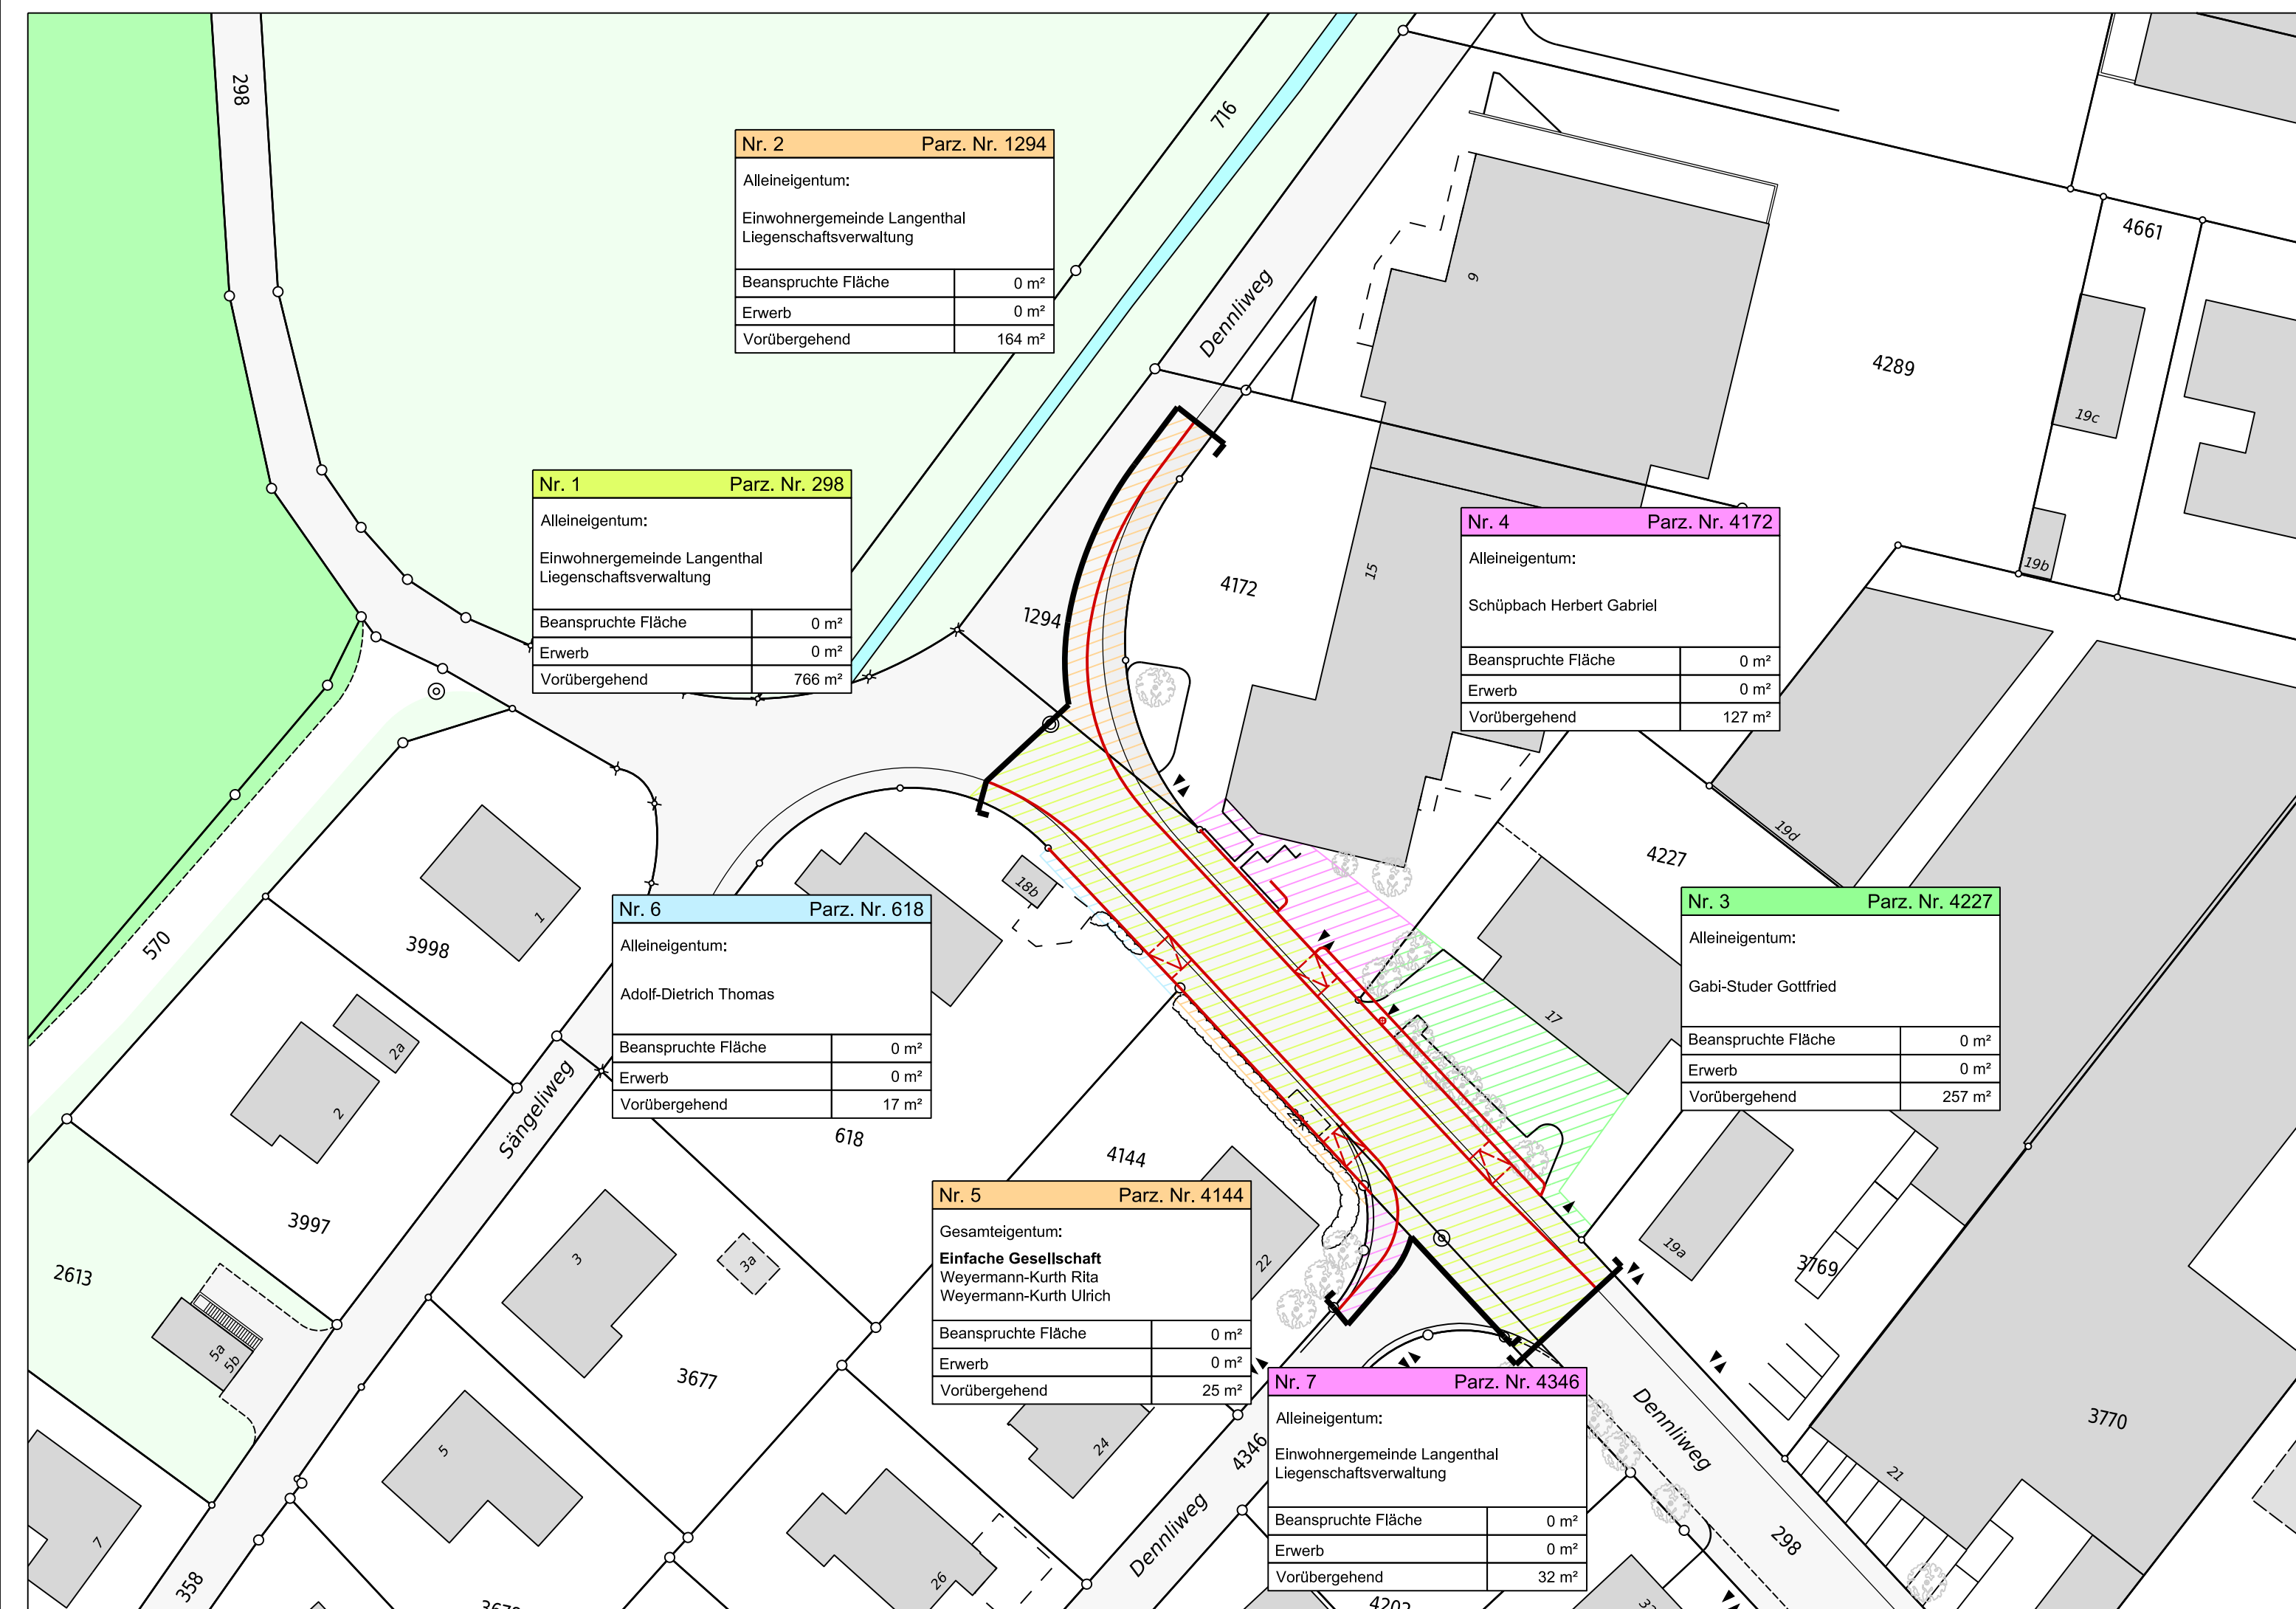 298
716
Nr. 2 Parz. Nr. 1294
Alleineigentum:
Einwohnergemeinde Langenthal
Liegenschaftsverwaltung
Beanspruchte Fläche 0 m²
Erwerb 0 m²
Vorübergehend 164 m²
Dennliweg
9
4661
4289
19c
19b
Nr. 1 Parz. Nr. 298
Alleineigentum:
Einwohnergemeinde Langenthal
Liegenschaftsverwaltung
Beanspruchte Fläche 0 m²
Erwerb 0 m²
Vorübergehend 766 m²
1294
4172
15
Nr. 4 Parz. Nr. 4172
Alleineigentum:
Schüpbach Herbert Gabriel
Beanspruchte Fläche 0 m²
Erwerb 0 m²
Vorübergehend 127 m²
4227
19d
18b
Nr. 6 Parz. Nr. 618
Alleineigentum:
Adolf-Dietrich Thomas
Beanspruchte Fläche 0 m²
Erwerb 0 m²
Vorübergehend 17 m²
Nr. 3 Parz. Nr. 4227
Alleineigentum:
Gabi-Studer Gottfried
Beanspruchte Fläche 0 m²
Erwerb 0 m²
Vorübergehend 257 m²
570
3998
1
2a
2
17
Sängeliweg
618
4144
22
Nr. 5 Parz. Nr. 4144
Gesamteigentum:
Einfache Gesellschaft
Weyermann-Kurth Rita
Weyermann-Kurth Ulrich
Beanspruchte Fläche 0 m²
Erwerb 0 m²
Vorübergehend 25 m²
3997
2613
3
3a
5a
5b
19a
3769
3677
Nr. 7 Parz. Nr. 4346
Alleineigentum:
Einwohnergemeinde Langenthal
Liegenschaftsverwaltung
Beanspruchte Fläche 0 m²
Erwerb 0 m²
Vorübergehend 32 m²
Dennliweg
3770
21
5
24
4346
7
Dennliweg
298
26
358
4202